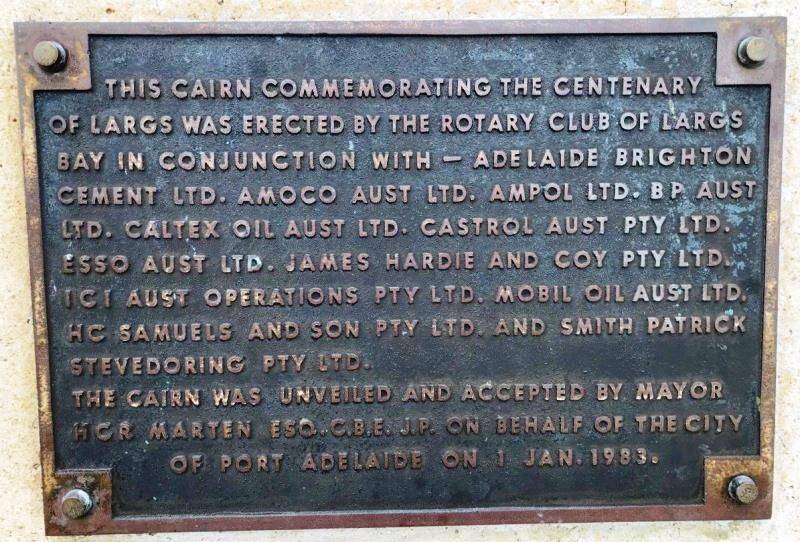 THIS CAIRN COMMEMORATING THE CENTENARY
OF LARGS WAS ERECTED BY THE ROTARY CLUB OF LARGS
BAY IN CONJUNCTION WITH – ADELAIDE BRIGHTON
CEMENT LTD. AMOCO AUST LTD. AMPOL LTD. BP AUST
LTD. CALTEX OIL AUST LTD. CASTROL AUST PTY LTD.
ESSO AUST LTD. JAMES HARDIE AND COY PTY LTD.
ICI AUST OPERATIONS PTY LTD. MOBIL OIL AUST LTD.
HC SAMUELS AND SON PTY LTD. AND SMITH PATRICK
STEVEDORING PTY LTD.
THE CAIRN WAS UNVEILED AND ACCEPTED BY MAYOR
HCR MARTEN ESQ. C.B.E. J.P. ON BEHALF OF THE CITY
OF PORT ADELAIDE ON 1 JAN. 1983.